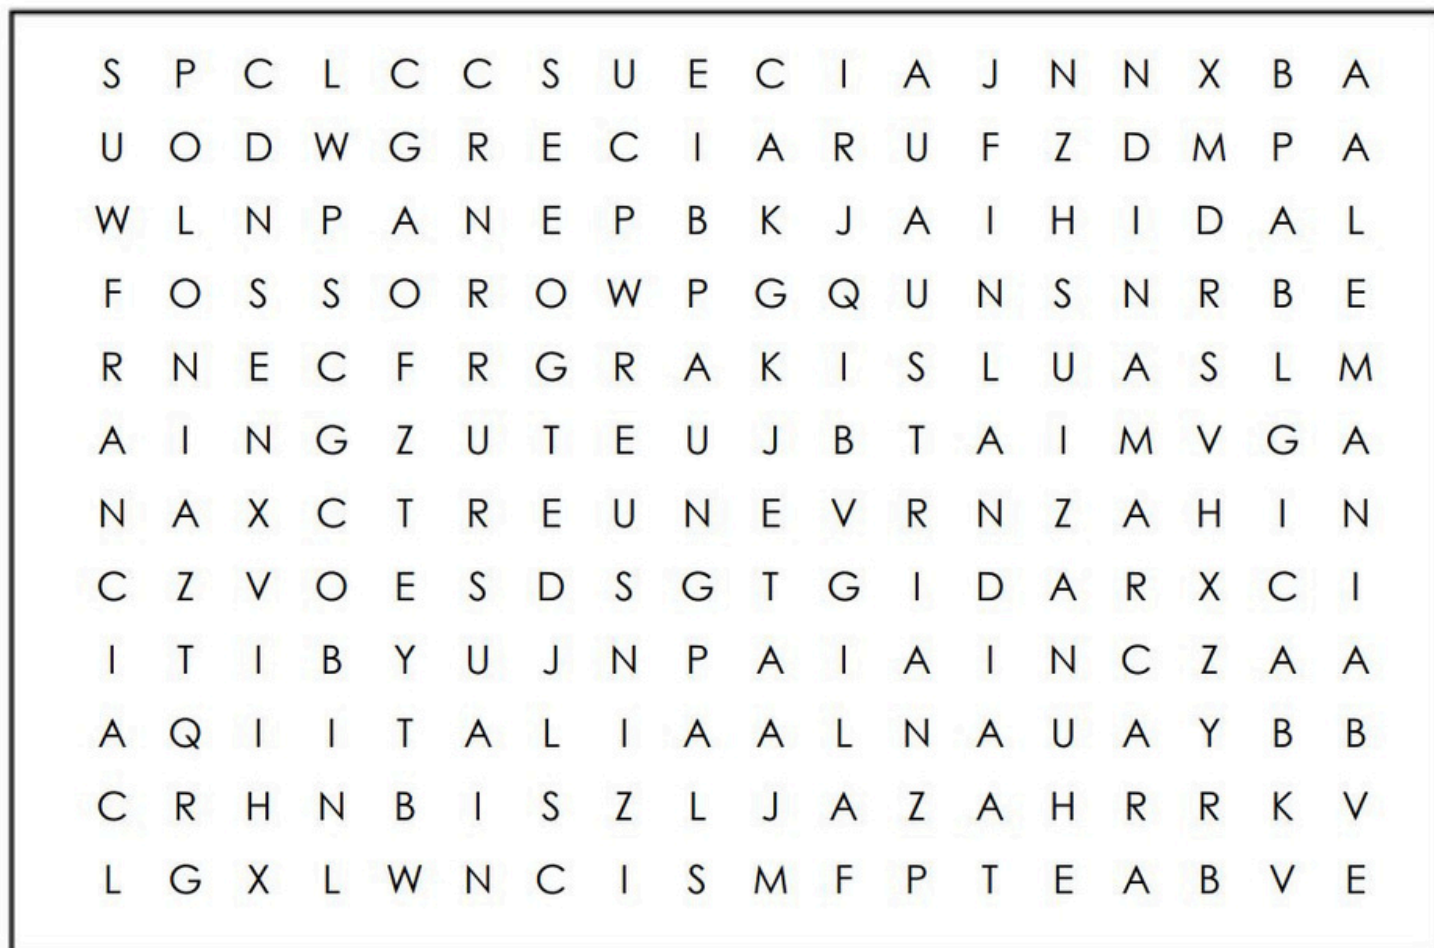 S P C L C C S U E C I A J N N X B A
U O D W G R E C I A R U F Z D M P A
W L N P A N E P B K J A I H I D A L
F O S S O R O W P G Q U N S N R B E
R N E C F R G R A K I S L U A S L M
A I N G Z U T E U J B T A I M V G A
N A X C T R E U N E V R N Z A H I N
C Z V O E S D S G T G I D A R X C I
I T I B Y U J N P A I A I N C Z A A
A Q I I T A L I A A L N A U A Y B B
C R H N B I S Z L J A Z A H R R K V
L G X L W N C I S M F P T E A B V E